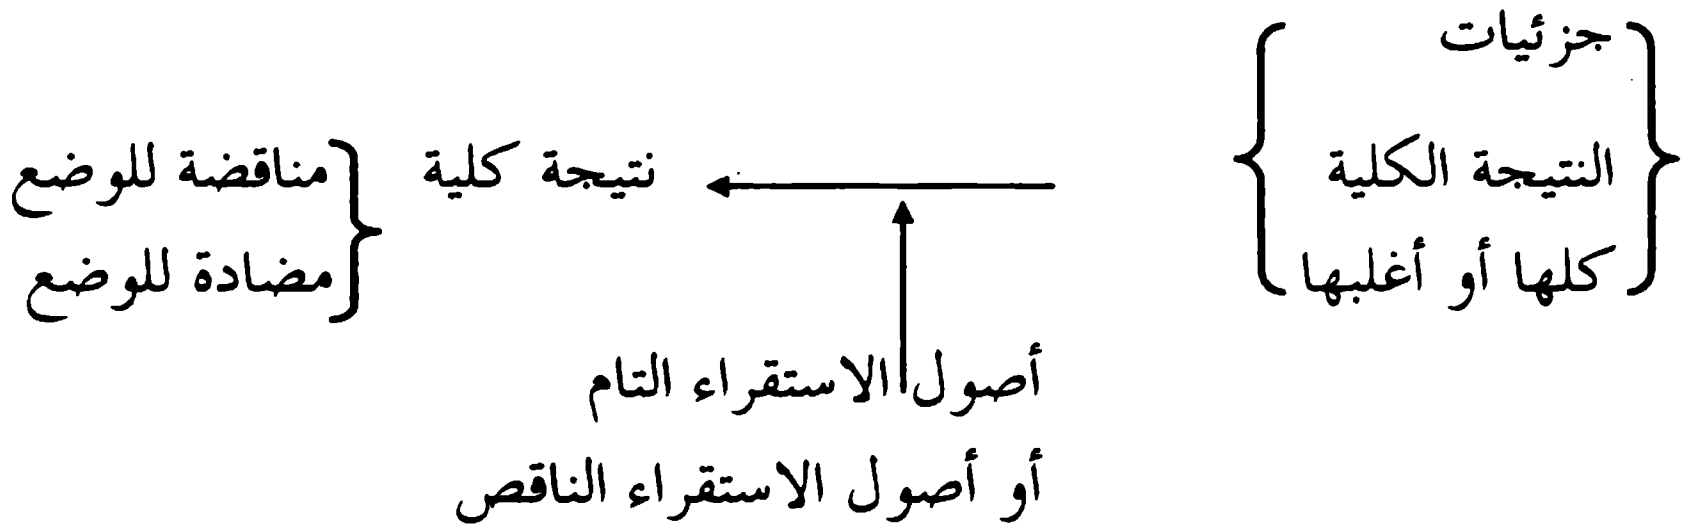 جزئيات
النتيجة الكلية
كلها أو أغلبها
نتيجة كلية
مناقضة للوضع
مضادة للوضع
أصول الاستقراء التام
أو أصول الاستقراء الناقص